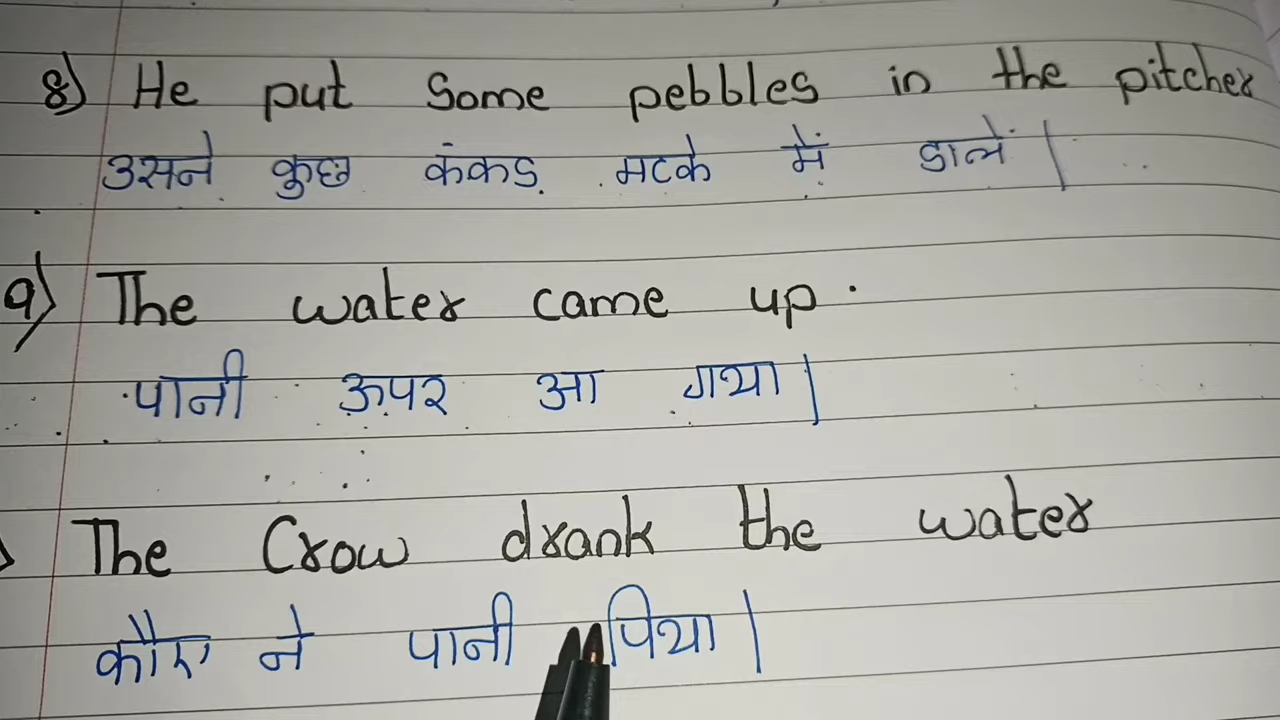 8) He put Some pebbles in the pitcher
उसने कुछ कंकड मटके में डालें |
9) The water came up.
पानी ऊपर आ गया |
The Crow drank the water
कौए ने पानी पिया |